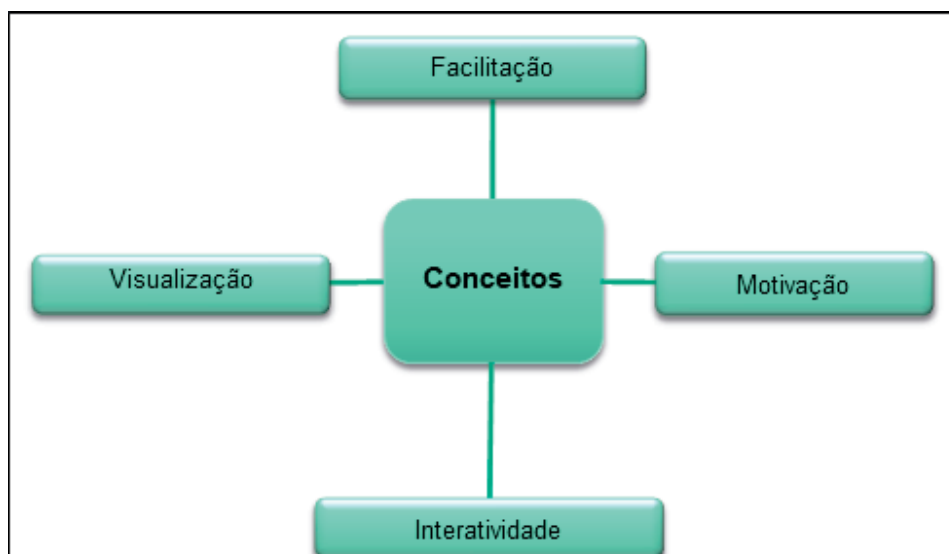 Facilitação
Visualização
Conceitos
Motivação
Interatividade